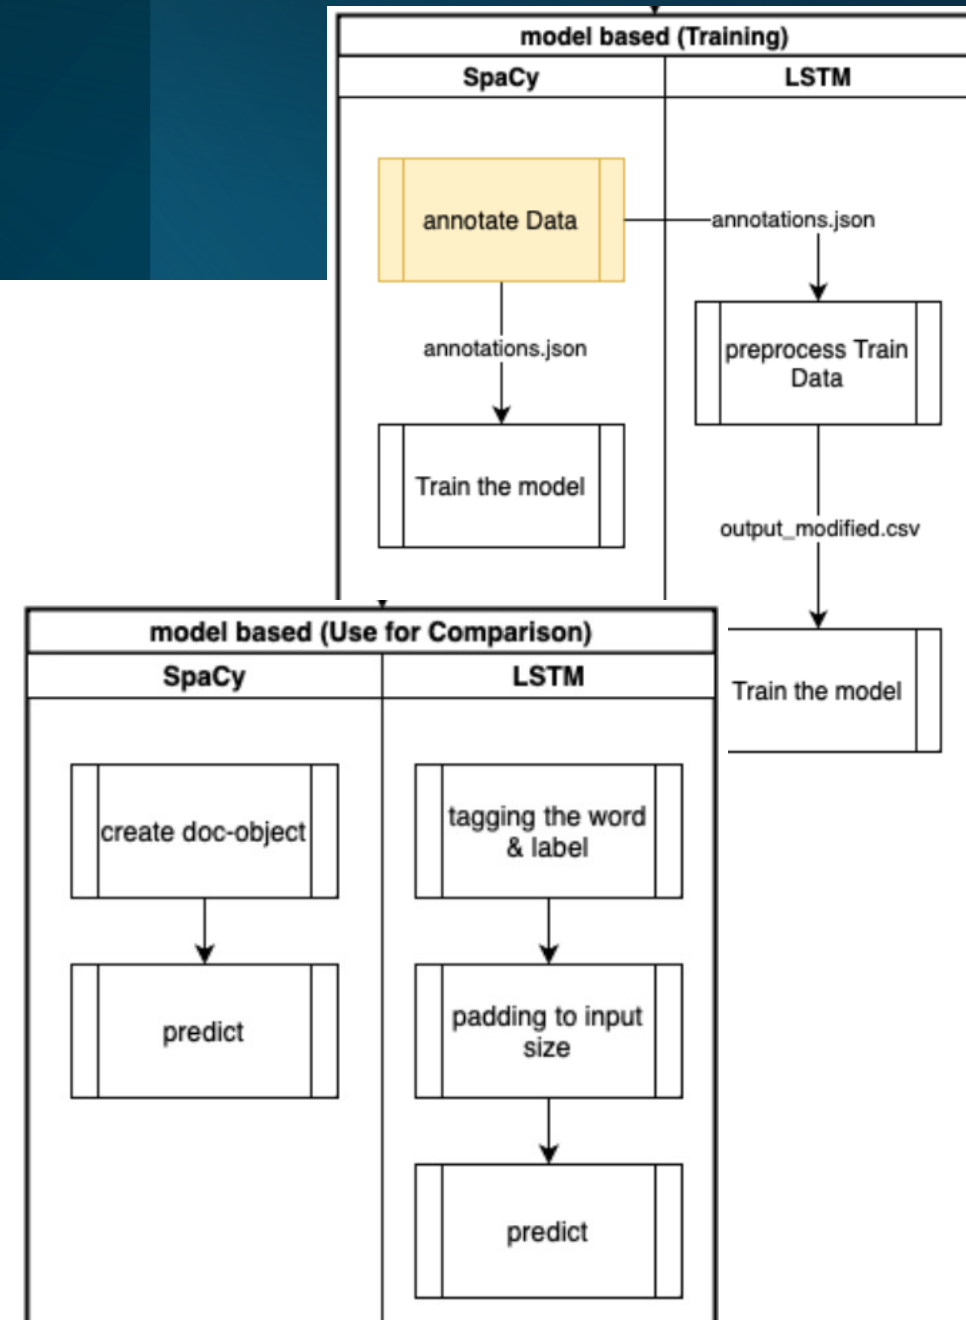 model based (Training)
SpaCy
LSTM
annotate Data
annotations.json
annotations.json
preprocess Train
Data
Train the model
output_modified.csv
Train the model
model based (Use for Comparison)
SpaCy
LSTM
create doc-object
predict
tagging the word
& label
padding to input
size
predict